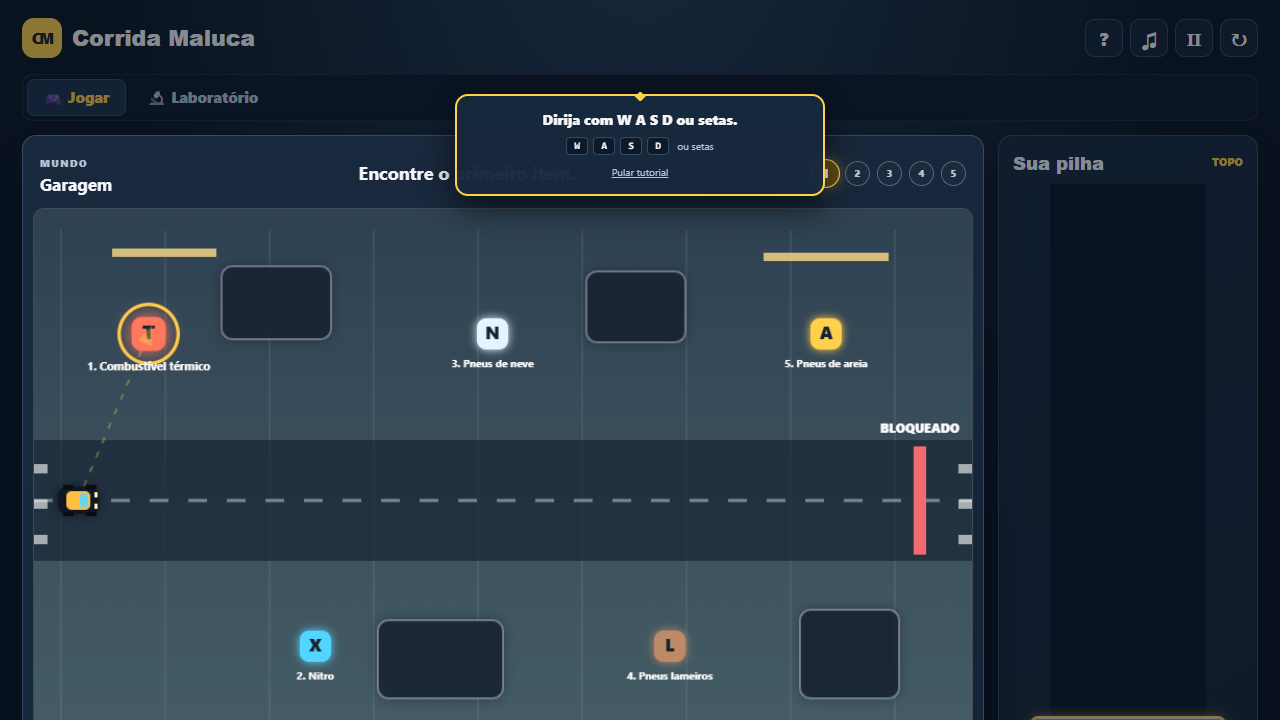 CM Corrida Maluca
?
Jogar Laboratório
Dirija com W A S D ou setas.
W A S D ou setas
Pular tutorial
MUNDO
Garagem
Encontre o primeiro item.
1 2 3 4 5
Sua pilha TOPO
T
1. Combustível térmico
N
3. Pneus de neve
A
5. Pneus de areia
BLOQUEADO
X
2. Nitro
L
4. Pneus lameiros